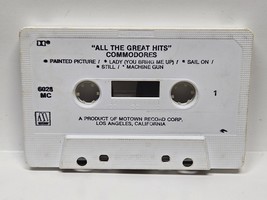 "ALL THE GREAT HITS"
COMMODORES
* PAINTED PICTURE / * LADY (YOU BRING ME UP) / * SAIL ON /
* STILL / * MACHINE GUN
6028
MC
1
A PRODUCT OF MOTOWN RECORD CORP.
LOS ANGELES, CALIFORNIA